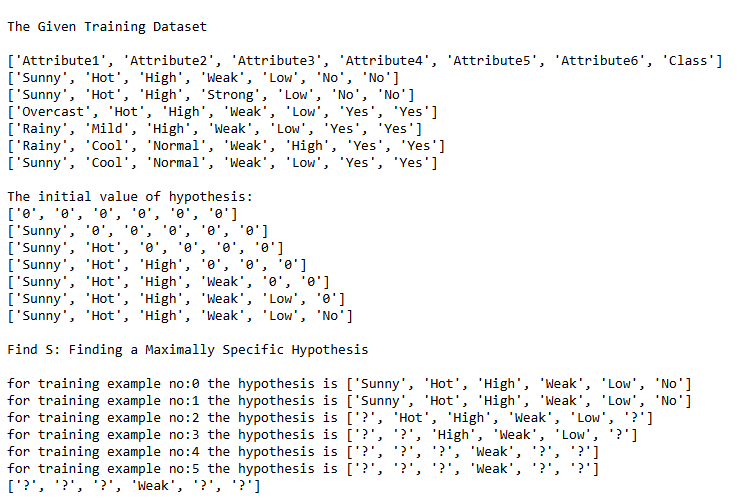 The Given Training Dataset
['Attribute1', 'Attribute2', 'Attribute3', 'Attribute4', 'Attribute5', 'Attribute6', 'Class']
['Sunny', 'Hot', 'High', 'Weak', 'Low', 'No', 'No']
['Sunny', 'Hot', 'High', 'Strong', 'Low', 'No', 'No']
['Overcast', 'Hot', 'High', 'Weak', 'Low', 'Yes', 'Yes']
['Rainy', 'Mild', 'High', 'Weak', 'Low', 'Yes', 'Yes']
['Rainy', 'Cool', 'Normal', 'Weak', 'High', 'Yes', 'Yes']
['Sunny', 'Cool', 'Normal', 'Weak', 'Low', 'Yes', 'Yes']
The initial value of hypothesis:
['0', '0', '0', '0', '0', '0']
['Sunny', '0', '0', '0', '0', '0']
['Sunny', 'Hot', '0', '0', '0', '0']
['Sunny', 'Hot', 'High', '0', '0', '0']
['Sunny', 'Hot', 'High', 'Weak', '0', '0']
['Sunny', 'Hot', 'High', 'Weak', 'Low', '0']
['Sunny', 'Hot', 'High', 'Weak', 'Low', 'No']
Find S: Finding a Maximally Specific Hypothesis
for training example no:0 the hypothesis is ['Sunny', 'Hot', 'High', 'Weak', 'Low', 'No']
for training example no:1 the hypothesis is ['Sunny', 'Hot', 'High', 'Weak', 'Low', 'No']
for training example no:2 the hypothesis is ['?', 'Hot', 'High', 'Weak', 'Low', '?']
for training example no:3 the hypothesis is ['?', '?', 'High', 'Weak', 'Low', '?']
for training example no:4 the hypothesis is ['?', '?', '?', 'Weak', '?', '?']
for training example no:5 the hypothesis is ['?', '?', '?', 'Weak', '?', '?']
['?', '?', '?', 'Weak', '?', '?']